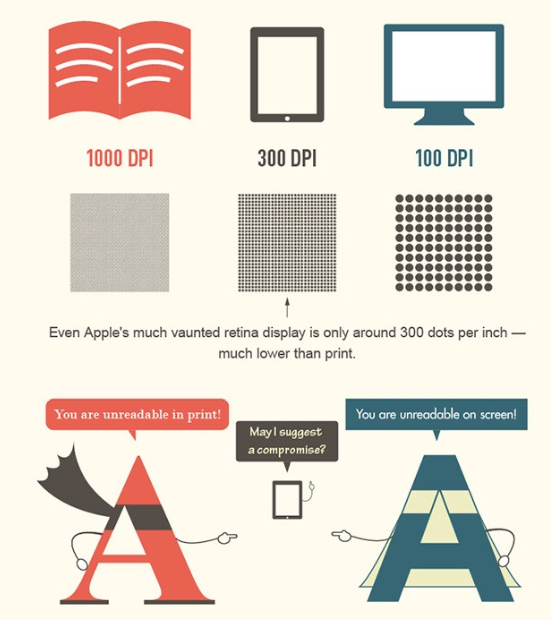 1000 DPI
300 DPI
100 DPI
Even Apple's much vaunted retina display is only around 300 dots per inch —
much lower than print.
You are unreadable in print!
May I suggest
a compromise?
You are unreadable on screen!